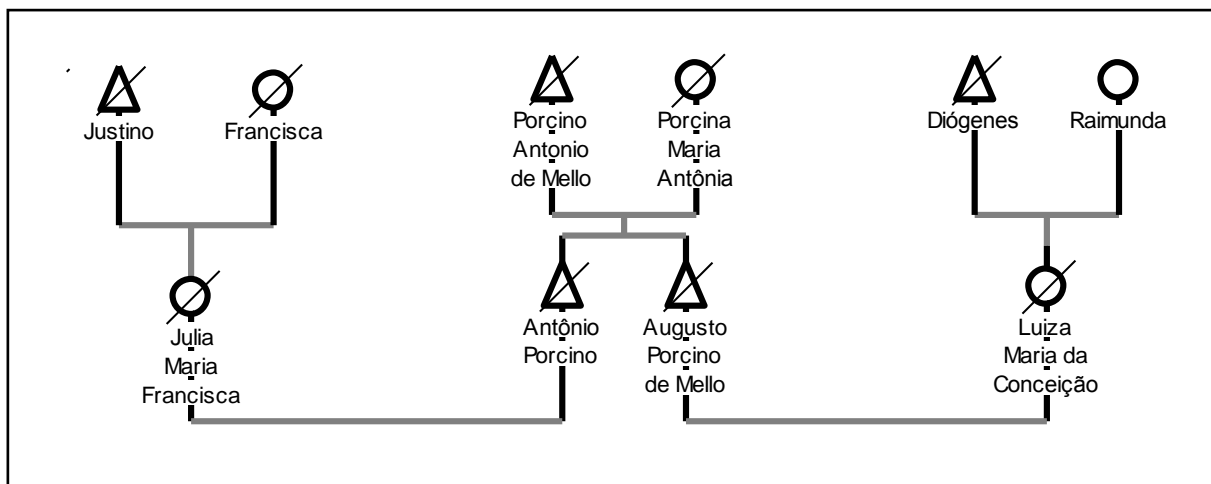 Justino
Francisca
Porcino
Antonio
de Mello
Porcina
Maria
Antônia
Diógenes
Raimunda
Julia
Maria
Francisca
Antônio
Porcino
Augusto
Porcino
de Mello
Luiza
Maria da
Conceição